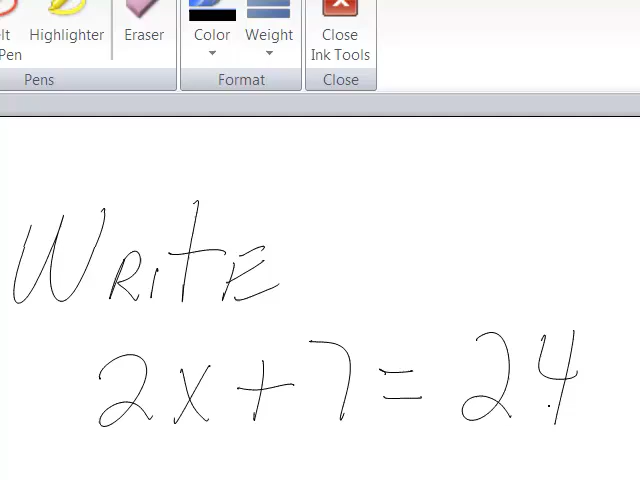 Highlighter Eraser Color Weight Close
Pen Ink Tools
Pens Format Close
WRITE
2x+7=24